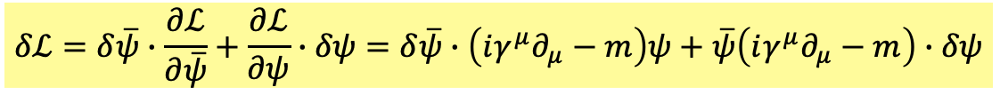 δℒ = δψ̄ · ∂ℒ/∂ψ̄ + ∂ℒ/∂ψ · δψ = δψ̄ · (iγ^μ ∂_μ − m)ψ + ψ̄(iγ^μ ∂_μ − m) · δψ